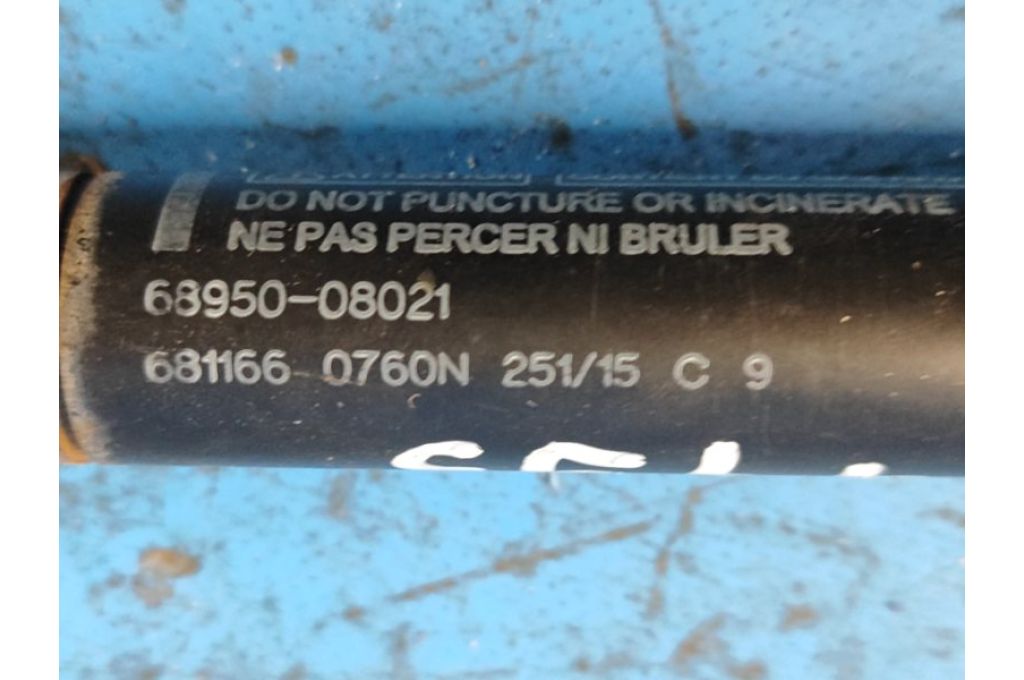 DO NOT PUNCTURE OR INCINERATE
NE PAS PERCER NI BRULER
68950-08021
681166 0760N 251/15 C 9